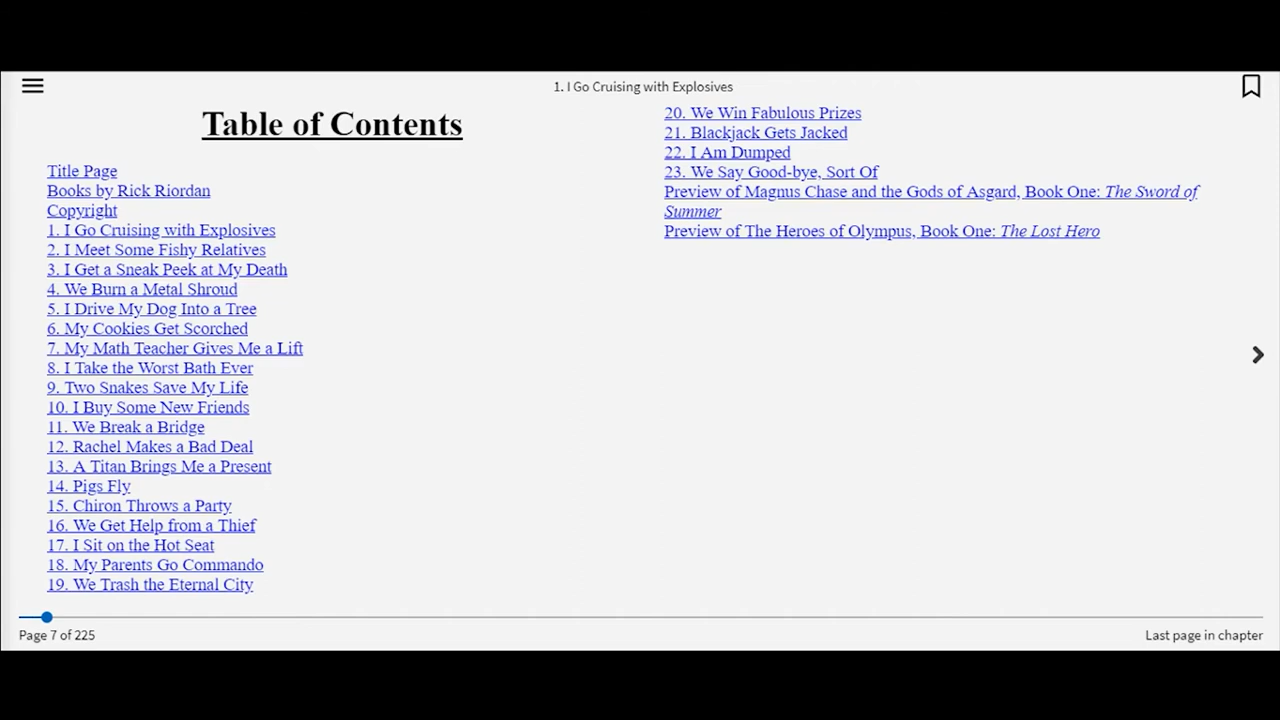 1. I Go Cruising with Explosives
Table of Contents
Title Page
Books by Rick Riordan
Copyright
1. I Go Cruising with Explosives
2. I Meet Some Fishy Relatives
3. I Get a Sneak Peek at My Death
4. We Burn a Metal Shroud
5. I Drive My Dog Into a Tree
6. My Cookies Get Scorched
7. My Math Teacher Gives Me a Lift
8. I Take the Worst Bath Ever
9. Two Snakes Save My Life
10. I Buy Some New Friends
11. We Break a Bridge
12. Rachel Makes a Bad Deal
13. A Titan Brings Me a Present
14. Pigs Fly
15. Chiron Throws a Party
16. We Get Help from a Thief
17. I Sit on the Hot Seat
18. My Parents Go Commando
19. We Trash the Eternal City
20. We Win Fabulous Prizes
21. Blackjack Gets Jacked
22. I Am Dumped
23. We Say Good-bye, Sort Of
Preview of Magnus Chase and the Gods of Asgard, Book One: The Sword of
Summer
Preview of The Heroes of Olympus, Book One: The Lost Hero
Page 7 of 225
Last page in chapter